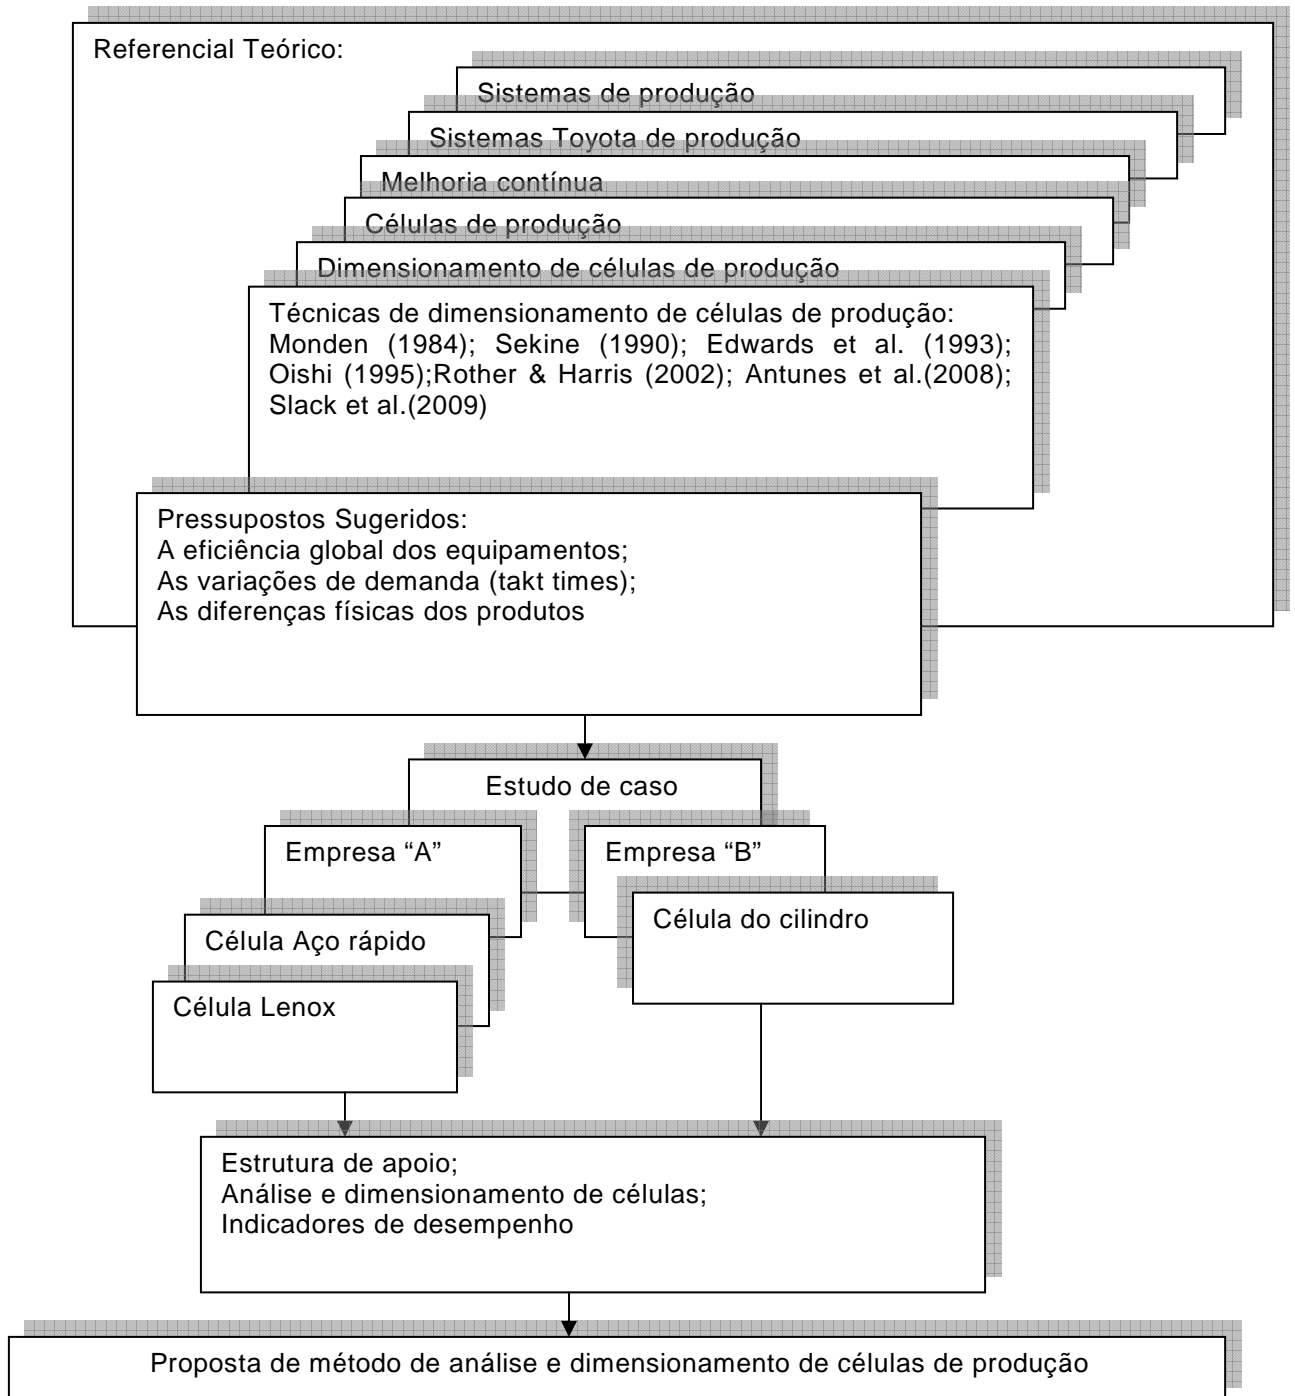 Referencial Teórico:
Sistemas de produção
Sistemas Toyota de produção
Melhoria contínua
Células de produção
Dimensionamento de células de produção
Técnicas de dimensionamento de células de produção:
Monden (1984); Sekine (1990); Edwards et al. (1993);
Oishi (1995);Rother & Harris (2002); Antunes et al.(2008);
Slack et al.(2009)
Pressupostos Sugeridos:
A eficiência global dos equipamentos;
As variações de demanda (takt times);
As diferenças físicas dos produtos
Estudo de caso
Empresa “A”
Célula Aço rápido
Célula Lenox
Empresa “B”
Célula do cilindro
Estrutura de apoio;
Análise e dimensionamento de células;
Indicadores de desempenho
Proposta de método de análise e dimensionamento de células de produção